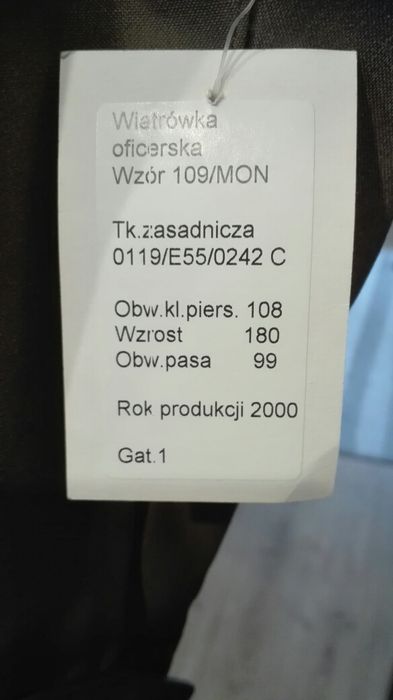 Wiatrówka
oficerska
Wzór 109/MON
Tk.zasadnicza
0119/E55/0242 C
Obw.kl.piers. 108
Wzrost 180
Obw.pasa 99
Rok produkcji 2000
Gat.1